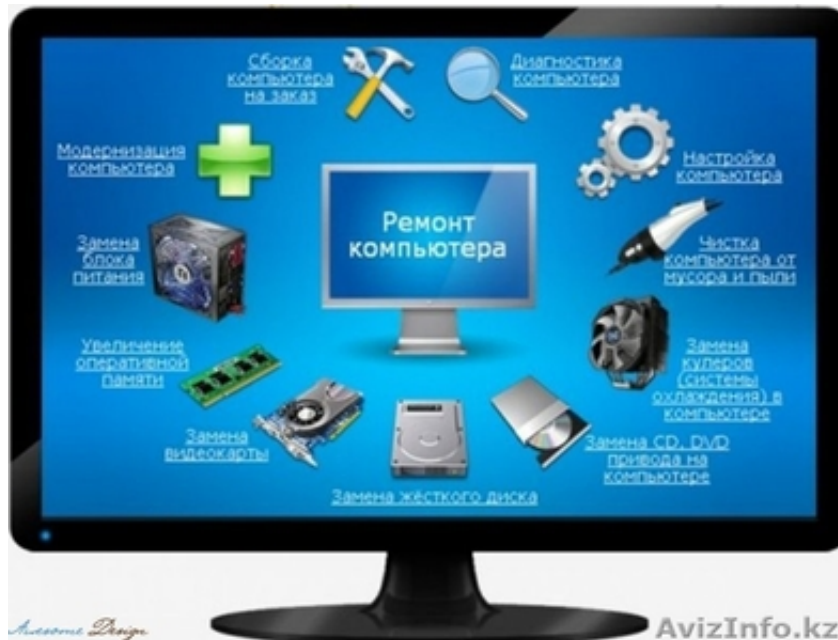 Сборка
компьютера
на заказ
Диагностика
компьютера
Модернизация
компьютера
Настройка
компьютера
Ремонт
компьютера
Замена
блока
питания
Чистка
компьютера от
мусора и пыли
Увеличение
оперативной
памяти
Замена
кулеров
(системы
охлаждения) в
компьютере
Замена
видеокарты
Замена CD, DVD
привода на
компьютере
Замена жёсткого диска
Awesome Design
AvizInfo.kz